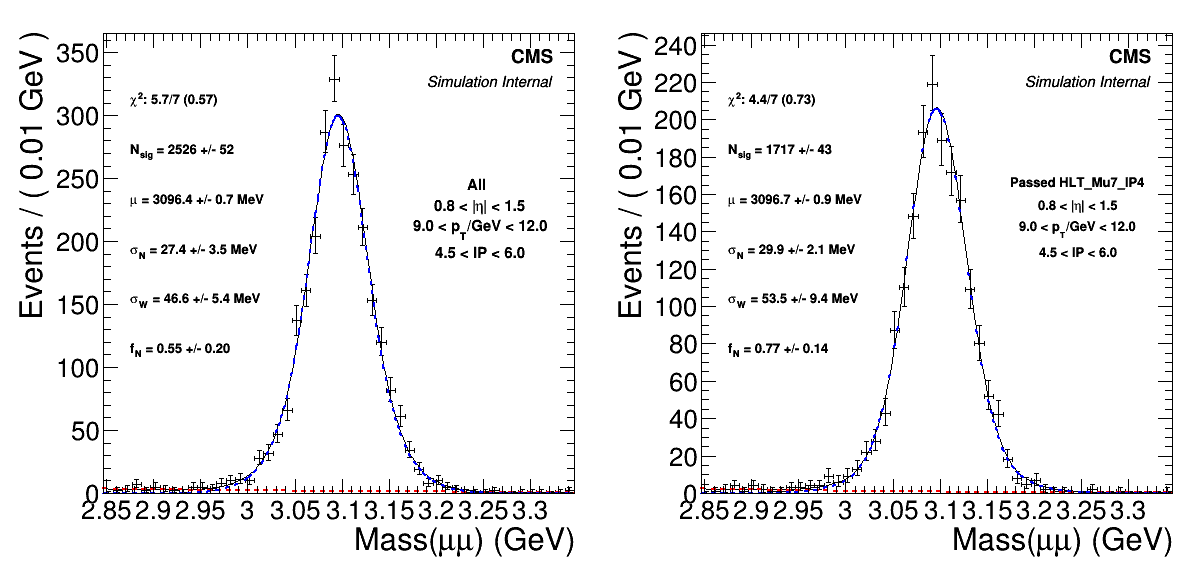 CMS
Simulation Internal
χ²: 5.7/7 (0.57)
N_sig = 2526 +/- 52
μ = 3096.4 +/- 0.7 MeV
σ_N = 27.4 +/- 3.5 MeV
σ_W = 46.6 +/- 5.4 MeV
f_N = 0.55 +/- 0.20
All
0.8 < |η| < 1.5
9.0 < p_T/GeV < 12.0
4.5 < IP < 6.0
Events / ( 0.01 GeV )
350
300
250
200
150
100
50
0
2.85 2.9 2.95 3 3.05 3.1 3.15 3.2 3.25 3.3
Mass(μμ) (GeV)
CMS
Simulation Internal
χ²: 4.4/7 (0.73)
N_sig = 1717 +/- 43
μ = 3096.7 +/- 0.9 MeV
σ_N = 29.9 +/- 2.1 MeV
σ_W = 53.5 +/- 9.4 MeV
f_N = 0.77 +/- 0.14
Passed HLT_Mu7_IP4
0.8 < |η| < 1.5
9.0 < p_T/GeV < 12.0
4.5 < IP < 6.0
Events / ( 0.01 GeV )
240
220
200
180
160
140
120
100
80
60
40
20
0
2.85 2.9 2.95 3 3.05 3.1 3.15 3.2 3.25 3.3
Mass(μμ) (GeV)